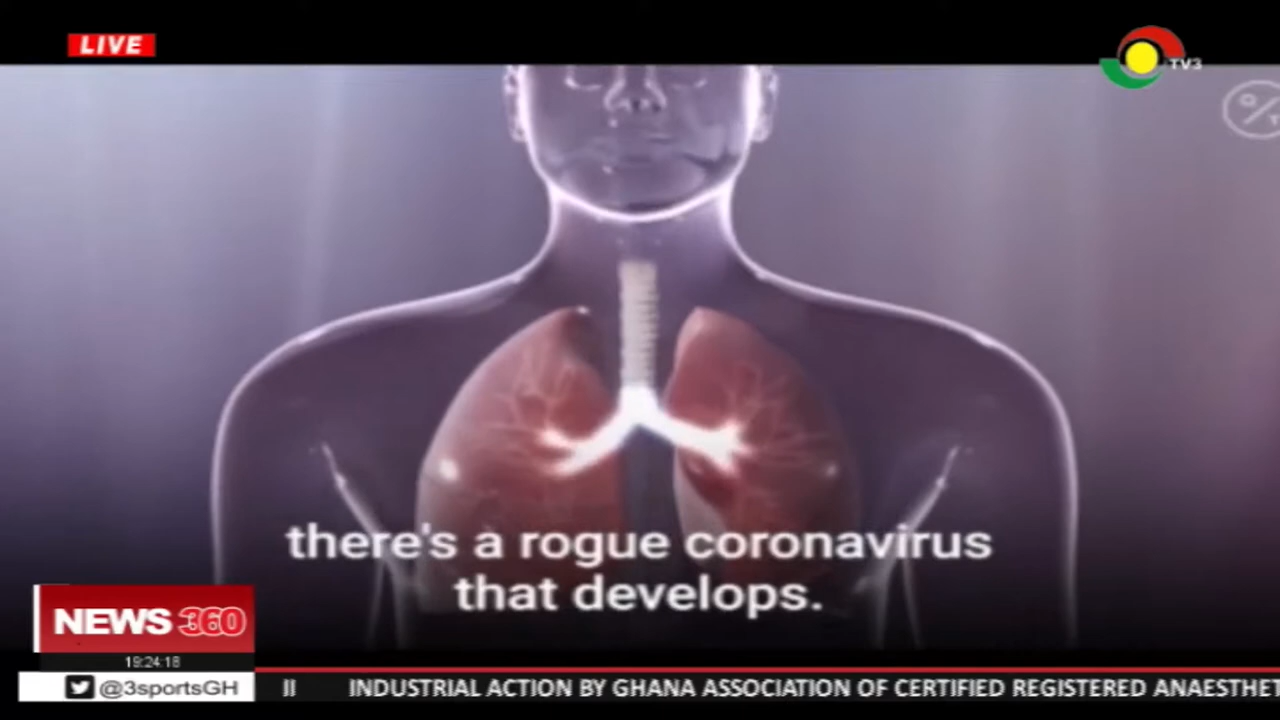 LIVE
TV3
there's a rogue coronavirus
that develops.
NEWS 360
19:24:18
@3sportsGH
INDUSTRIAL ACTION BY GHANA ASSOCIATION OF CERTIFIED REGISTERED ANAESTHET